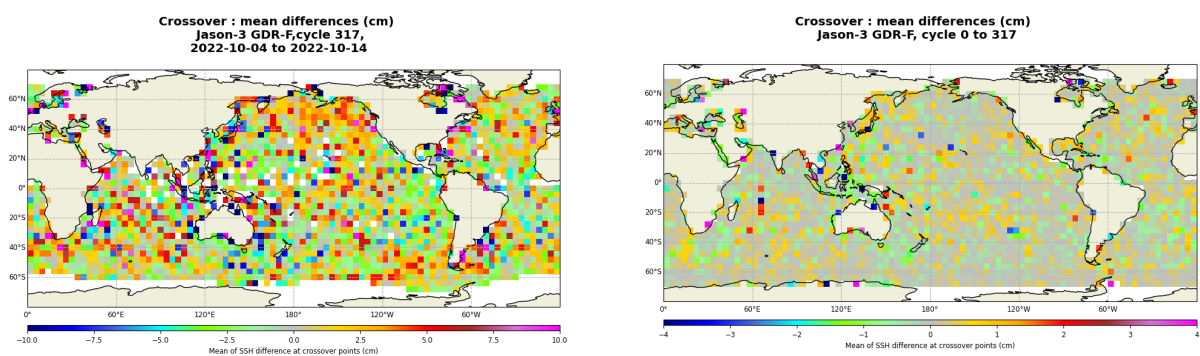 Crossover : mean differences (cm)
Jason-3 GDR-F,cycle 317,
2022-10-04 to 2022-10-14
60°N
40°N
20°N
0°
20°S
40°S
60°S
0° 60°E 120°E 180° 120°W 60°W
−10.0 −7.5 −5.0 −2.5 0.0 2.5 5.0 7.5 10.0
Mean of SSH difference at crossover points (cm)
Crossover : mean differences (cm)
Jason-3 GDR-F, cycle 0 to 317
60°N
40°N
20°N
0°
20°S
40°S
60°S
0° 60°E 120°E 180° 120°W 60°W
−4 −3 −2 −1 0 1 2 3 4
Mean of SSH difference at crossover points (cm)